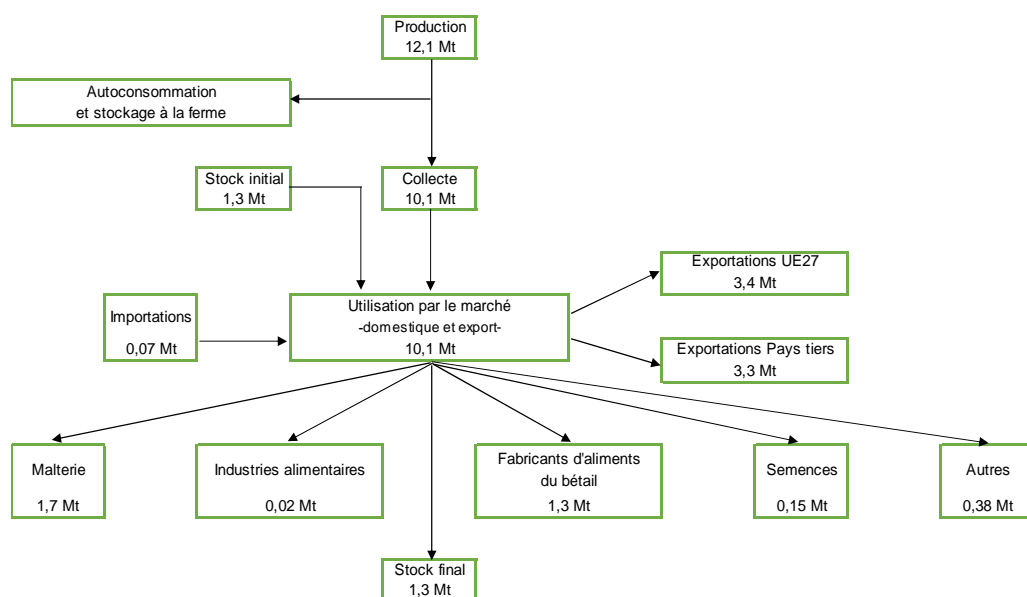 Production
12,1 Mt
Autoconsommation
et stockage à la ferme
Stock initial
1,3 Mt
Collecte
10,1 Mt
Exportations UE27
3,4 Mt
Importations
0,07 Mt
Utilisation par le marché
-domestique et export-
10,1 Mt
Exportations Pays tiers
3,3 Mt
Malterie
1,7 Mt
Industries alimentaires
0,02 Mt
Fabricants d'aliments
du bétail
1,3 Mt
Semences
0,15 Mt
Autres
0,38 Mt
Stock final
1,3 Mt